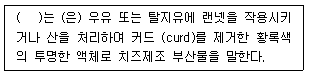 (    )는 (은) 우유 또는 탈지유에 랜넷을 작용시키
거나 산을 처리하며 커드 (curd)를 제거한 황록색
의 투명한 액체로 치즈제조 부산물을 말한다.